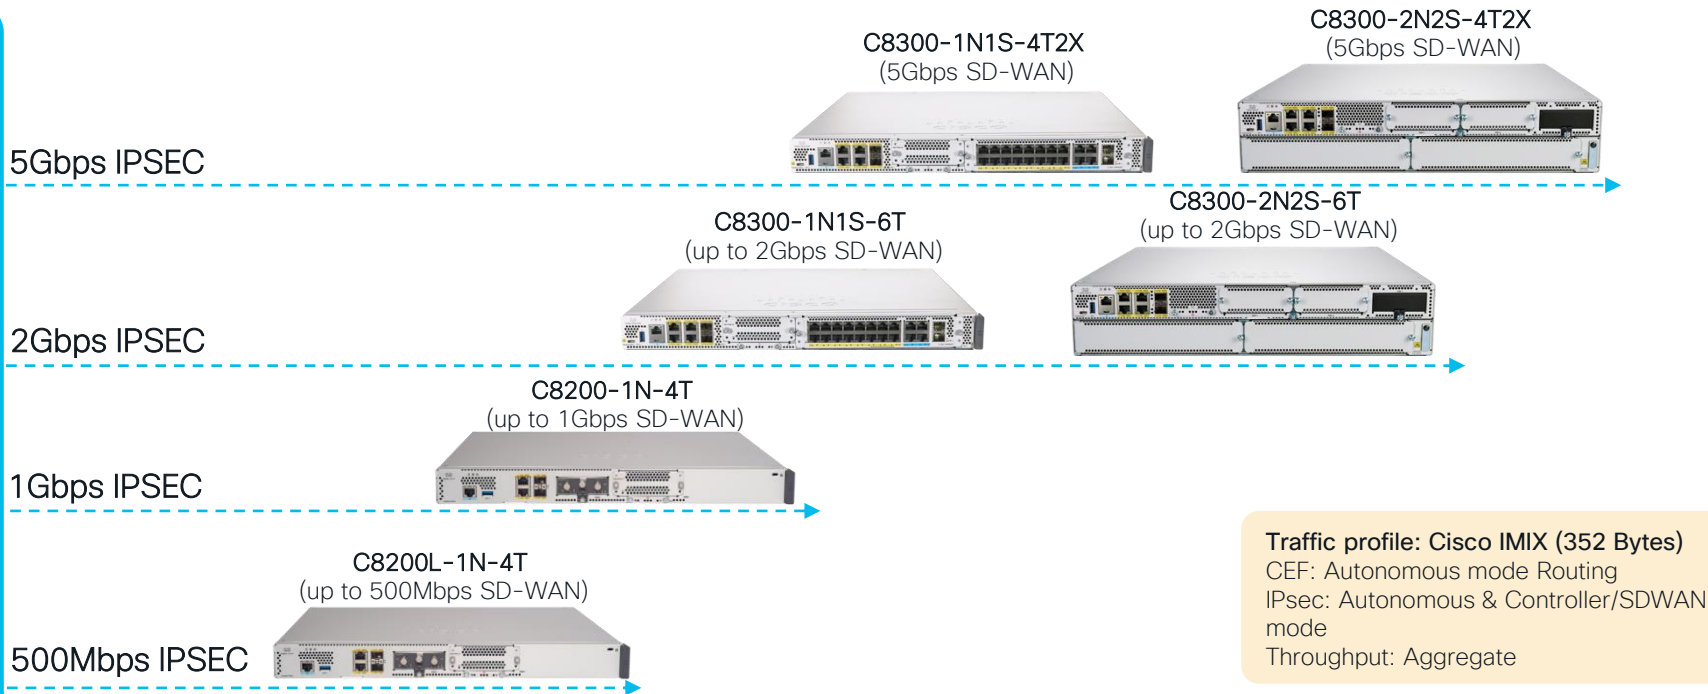 C8300-2N2S-4T2X
(5Gbps SD-WAN)
C8300-1N1S-4T2X
(5Gbps SD-WAN)
5Gbps IPSEC
C8300-2N2S-6T
(up to 2Gbps SD-WAN)
C8300-1N1S-6T
(up to 2Gbps SD-WAN)
2Gbps IPSEC
C8200-1N-4T
(up to 1Gbps SD-WAN)
1Gbps IPSEC
C8200L-1N-4T
(up to 500Mbps SD-WAN)
500Mbps IPSEC
Traffic profile: Cisco IMIX (352 Bytes)
CEF: Autonomous mode Routing
IPsec: Autonomous & Controller/SDWAN
mode
Throughput: Aggregate